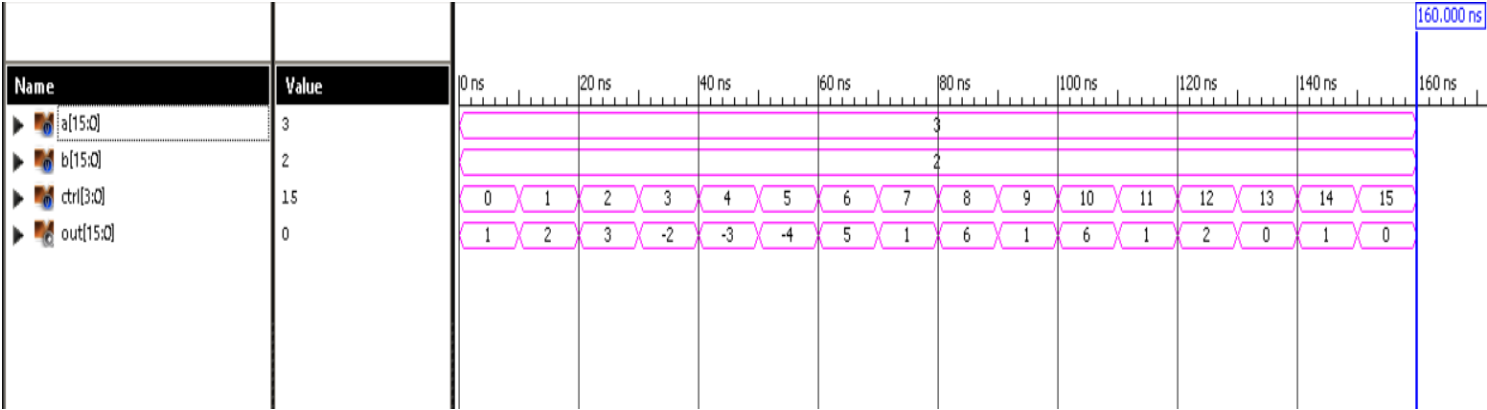 160.000 ns
Name Value 0 ns 20 ns 40 ns 60 ns 80 ns 100 ns 120 ns 140 ns 160 ns
a[15:0] 3 3
b[15:0] 2 2
ctrl[3:0] 15 0 1 2 3 4 5 6 7 8 9 10 11 12 13 14 15
out[15:0] 0 1 2 3 -2 -3 -4 5 1 6 1 6 1 2 0 1 0